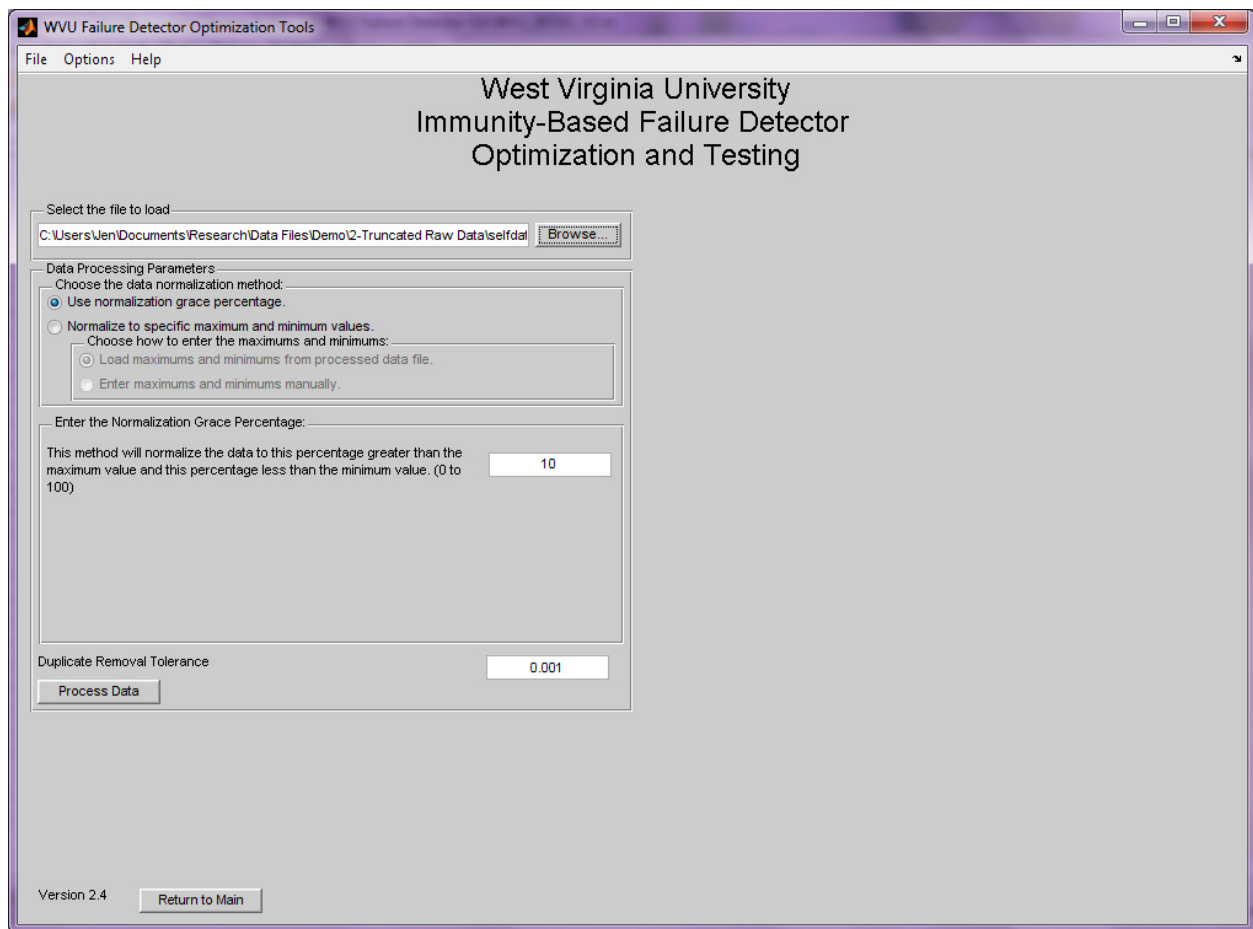 WVU Failure Detector Optimization Tools
File Options Help
West Virginia University
Immunity-Based Failure Detector
Optimization and Testing
Select the file to load
C:\Users\Jen\Documents\Research\Data Files\Demo\2-Truncated Raw Data\selfdat
Browse...
Data Processing Parameters
Choose the data normalization method:
Use normalization grace percentage.
Normalize to specific maximum and minimum values.
Choose how to enter the maximums and minimums:
Load maximums and minimums from processed data file.
Enter maximums and minimums manually.
Enter the Normalization Grace Percentage:
This method will normalize the data to this percentage greater than the
maximum value and this percentage less than the minimum value. (0 to
100)
10
Duplicate Removal Tolerance
0.001
Process Data
Version 2.4
Return to Main